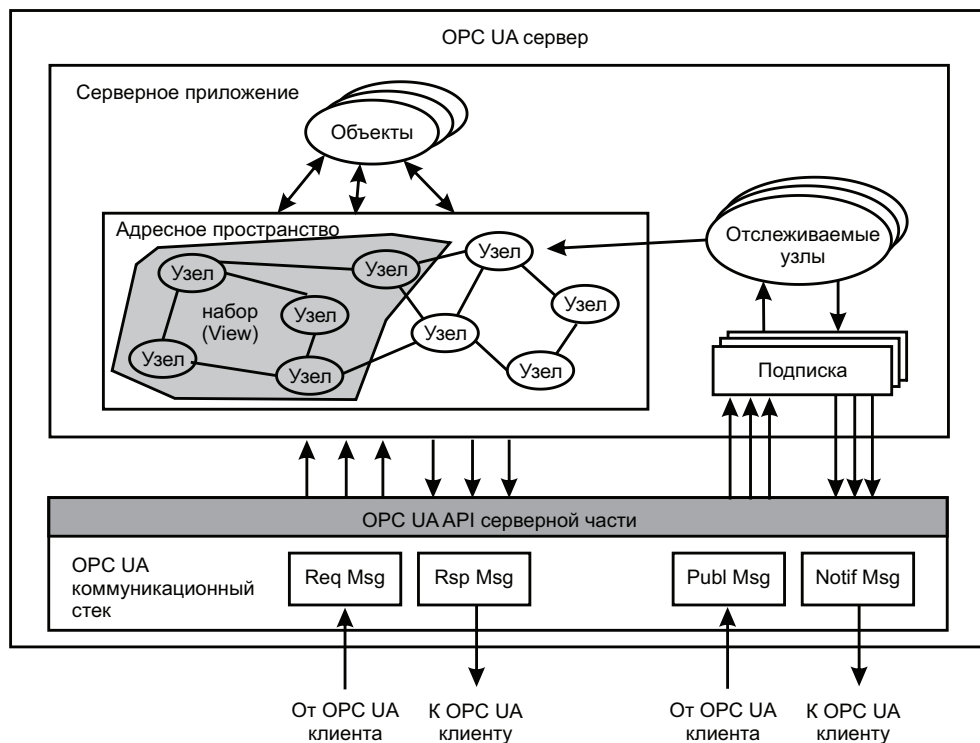 OPC UA сервер
Серверное приложение
Объекты
Адресное пространство
Отслеживаемые
узлы
Узел
Узел
Узел
набор
(View)
Узел
Узел
Узел
Узел
Узел
Узел
Подписка
OPC UA API серверной части
OPC UA
коммуникационный
стек
Req Msg
Rsp Msg
Publ Msg
Notif Msg
От OPC UA
клиента
К OPC UA
клиенту
От OPC UA
клиента
К OPC UA
клиенту